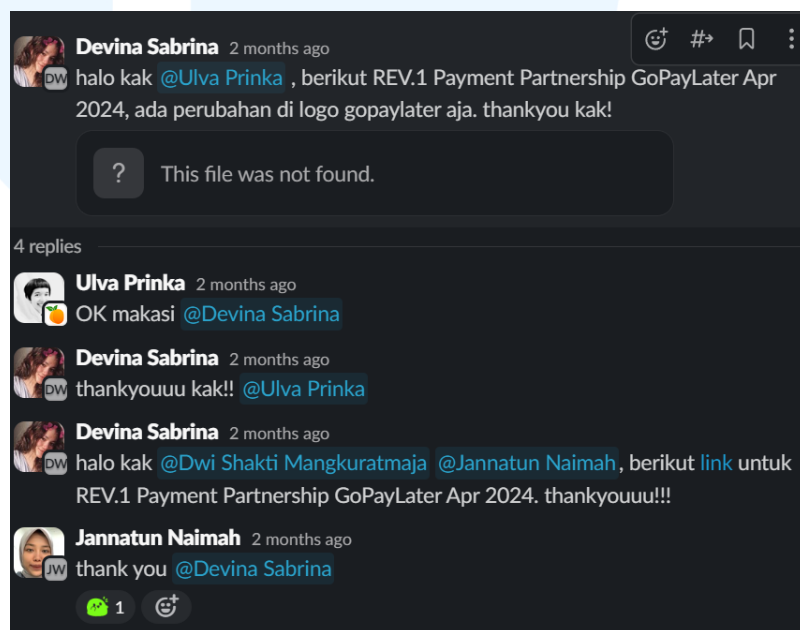 Devina Sabrina 2 months ago
DW
halo kak @Ulva Prinka , berikut REV.1 Payment Partnership GoPayLater Apr
2024, ada perubahan di logo gopaylater aja. thankyou kak!
? This file was not found.
4 replies
Ulva Prinka 2 months ago
OK makasi @Devina Sabrina
Devina Sabrina 2 months ago
DW
thankyouuu kak!! @Ulva Prinka
Devina Sabrina 2 months ago
DW
halo kak @Dwi Shakti Mangkuratmaja @Jannatun Naimah, berikut link untuk
REV.1 Payment Partnership GoPayLater Apr 2024. thankyouuu!!!
Jannatun Naimah 2 months ago
JW
thank you @Devina Sabrina
1